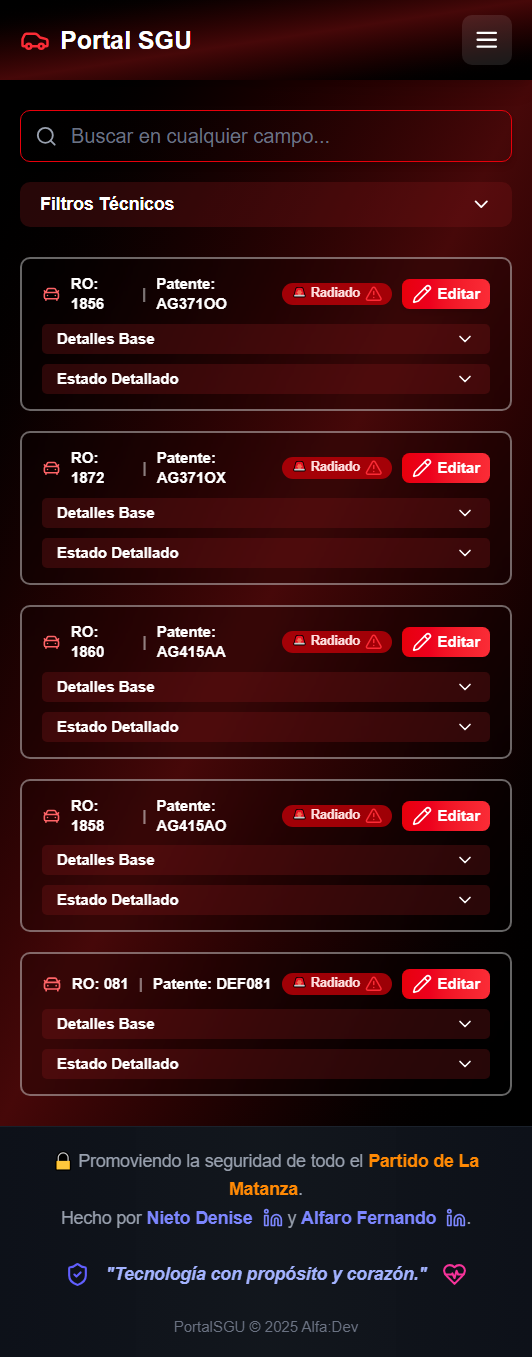 Portal SGU
Buscar en cualquier campo...
Filtros Técnicos
RO: 1856 | Patente: AG371OO Radiado Editar
Detalles Base
Estado Detallado
RO: 1872 | Patente: AG371OX Radiado Editar
Detalles Base
Estado Detallado
RO: 1860 | Patente: AG415AA Radiado Editar
Detalles Base
Estado Detallado
RO: 1858 | Patente: AG415AO Radiado Editar
Detalles Base
Estado Detallado
RO: 081 | Patente: DEF081 Radiado Editar
Detalles Base
Estado Detallado
Promoviendo la seguridad de todo el Partido de La
Matanza.
Hecho por Nieto Denise y Alfaro Fernando .
"Tecnología con propósito y corazón."
PortalSGU © 2025 Alfa:Dev